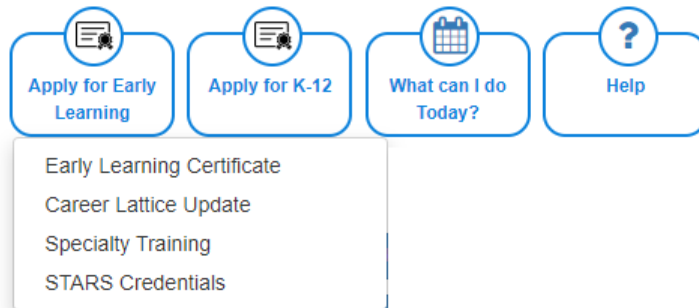 Apply for Early
Learning
Apply for K-12
What can I do
Today?
?
Help
Early Learning Certificate
Career Lattice Update
Specialty Training
STARS Credentials